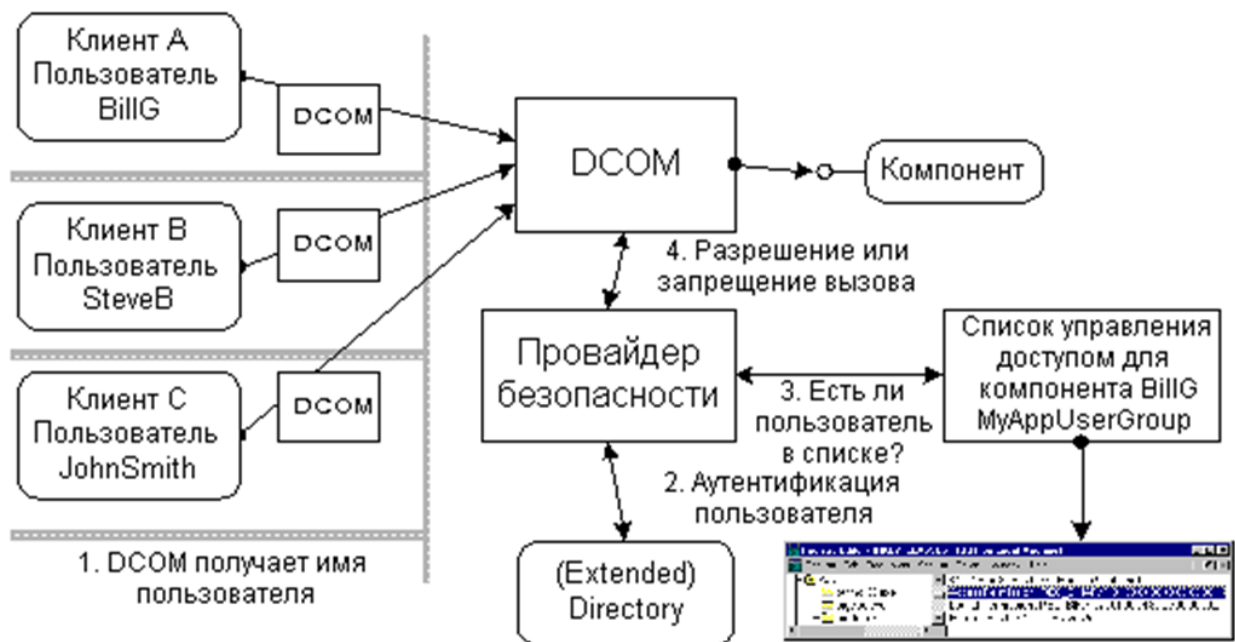 Клиент A
Пользователь
BillG
DCOM
Клиент B
Пользователь
SteveB
DCOM
Клиент C
Пользователь
JohnSmith
DCOM
1. DCOM получает имя
пользователя
DCOM
Компонент
4. Разрешение или
запрещение вызова
Провайдер
безопасности
3. Есть ли
пользователь
в списке?
Список управления
доступом для
компонента BillG
MyAppUserGroup
2. Аутентификация
пользователя
(Extended)
Directory